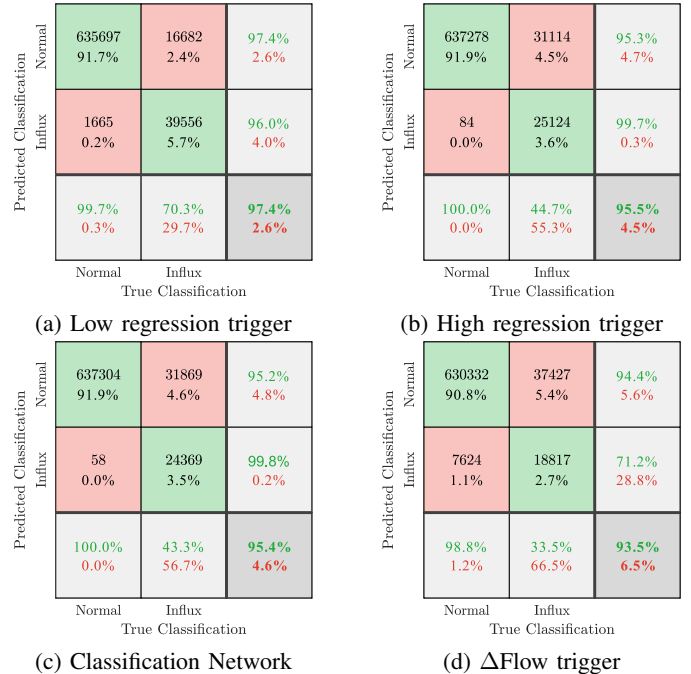 Predicted Classification
Normal
Influx
635697 16682 97.4%
91.7% 2.4% 2.6%
1665 39556 96.0%
0.2% 5.7% 4.0%
99.7% 70.3% 97.4%
0.3% 29.7% 2.6%
Normal Influx
True Classification
(a) Low regression trigger
Predicted Classification
Normal
Influx
637278 31114 95.3%
91.9% 4.5% 4.7%
84 25124 99.7%
0.0% 3.6% 0.3%
100.0% 44.7% 95.5%
0.0% 55.3% 4.5%
Normal Influx
True Classification
(b) High regression trigger
Predicted Classification
Normal
Influx
637304 31869 95.2%
91.9% 4.6% 4.8%
58 24369 99.8%
0.0% 3.5% 0.2%
100.0% 43.3% 95.4%
0.0% 56.7% 4.6%
Normal Influx
True Classification
(c) Classification Network
Predicted Classification
Normal
Influx
630332 37427 94.4%
90.8% 5.4% 5.6%
7624 18817 71.2%
1.1% 2.7% 28.8%
98.8% 33.5% 93.5%
1.2% 66.5% 6.5%
Normal Influx
True Classification
(d) ΔFlow trigger